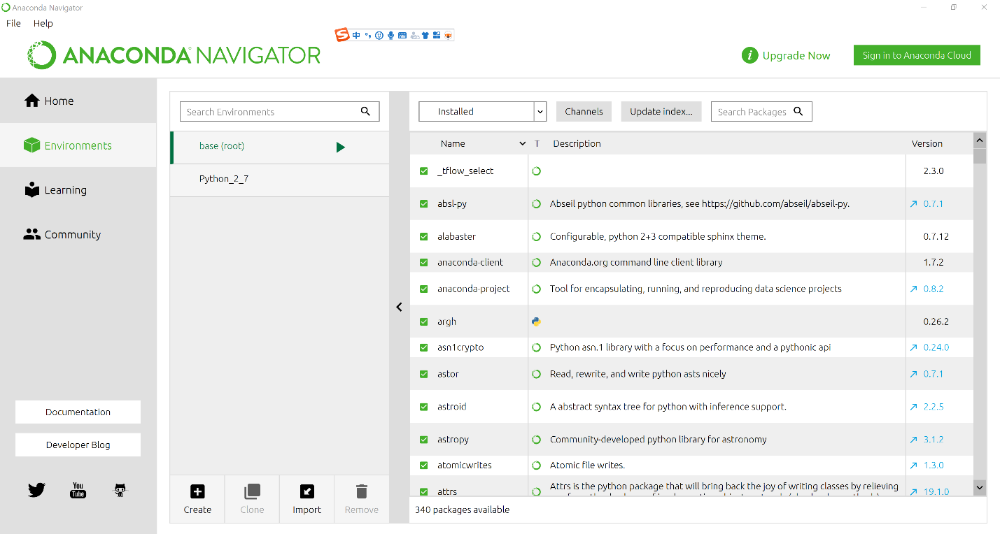 Anaconda Navigator
File Help
中
ANACONDA NAVIGATOR
Upgrade Now
Sign in to Anaconda Cloud
Home
Environments
Learning
Community
Documentation
Developer Blog
You Tube
Search Environments
base (root)
Python_2_7
Create Clone Import Remove
Installed Channels Update index... Search Packages
Name T Description Version
_tflow_select 2.3.0
absl-py Abseil python common libraries, see https://github.com/abseil/abseil-py. 0.7.1
alabaster Configurable, python 2+3 compatible sphinx theme. 0.7.12
anaconda-client Anaconda.org command line client library 1.7.2
anaconda-project Tool for encapsulating, running, and reproducing data science projects 0.8.2
argh 0.26.2
asn1crypto Python asn.1 library with a focus on performance and a pythonic api 0.24.0
astor Read, rewrite, and write python asts nicely 0.7.1
astroid A abstract syntax tree for python with inference support. 2.2.5
astropy Community-developed python library for astronomy 3.1.2
atomicwrites Atomic file writes. 1.3.0
attrs Attrs is the python package that will bring back the joy of writing classes by relieving 19.1.0
340 packages available